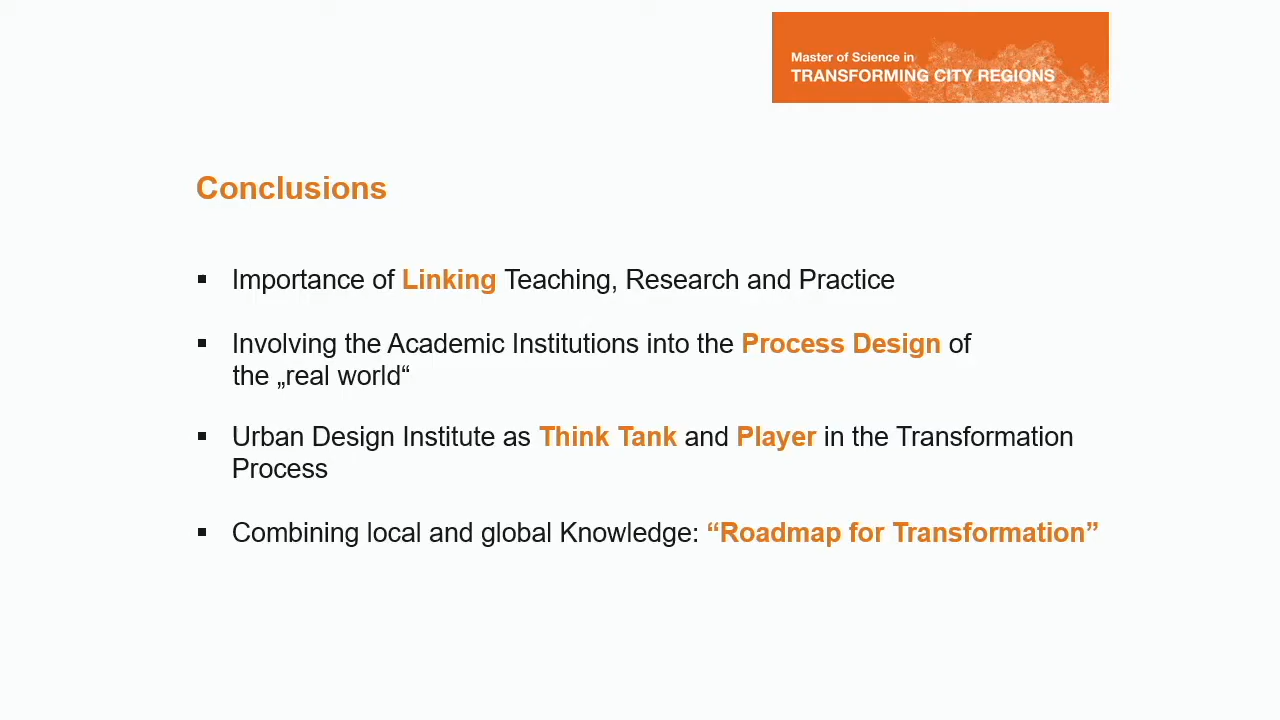 Master of Science in
TRANSFORMING CITY REGIONS
Conclusions
▪ Importance of Linking Teaching, Research and Practice
▪ Involving the Academic Institutions into the Process Design of
the „real world“
▪ Urban Design Institute as Think Tank and Player in the Transformation
Process
▪ Combining local and global Knowledge: “Roadmap for Transformation”